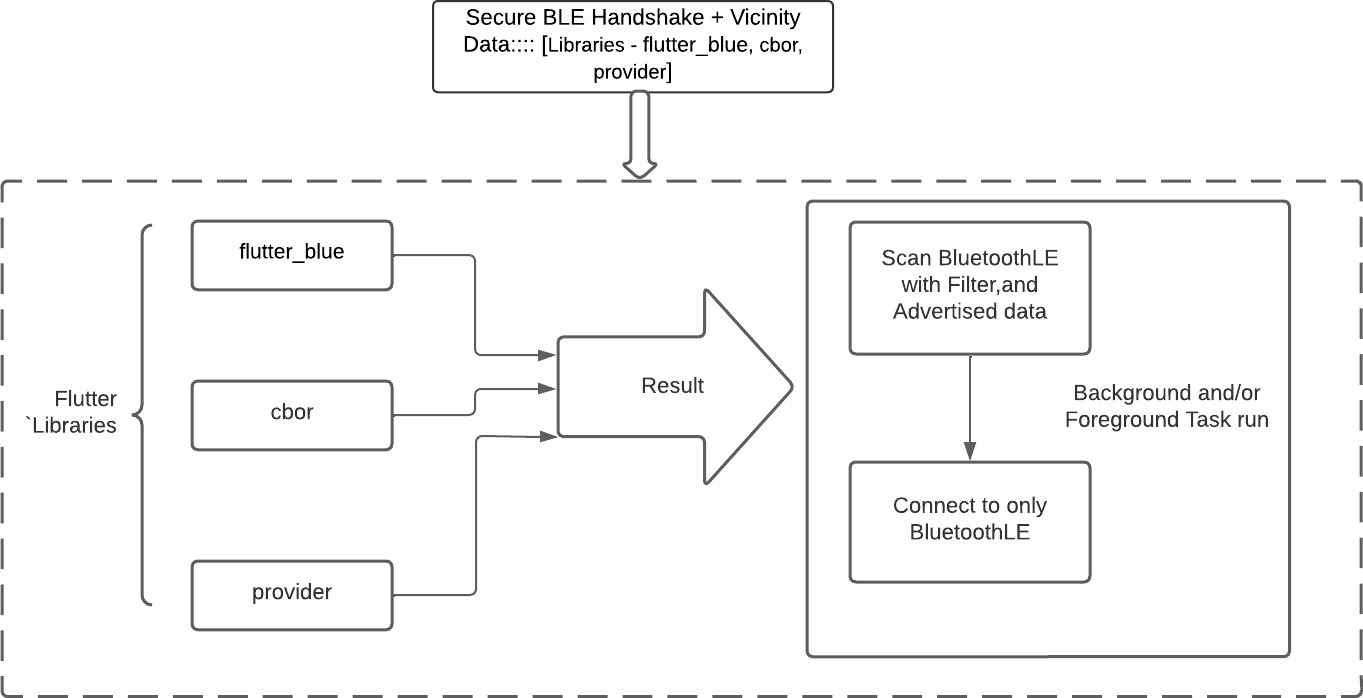 Secure BLE Handshake + Vicinity
Data:::: [Libraries - flutter_blue, cbor,
provider]
flutter_blue
cbor
provider
Flutter
`Libraries
Result
Scan BluetoothLE
with Filter,and
Advertised data
Background and/or
Foreground Task run
Connect to only
BluetoothLE